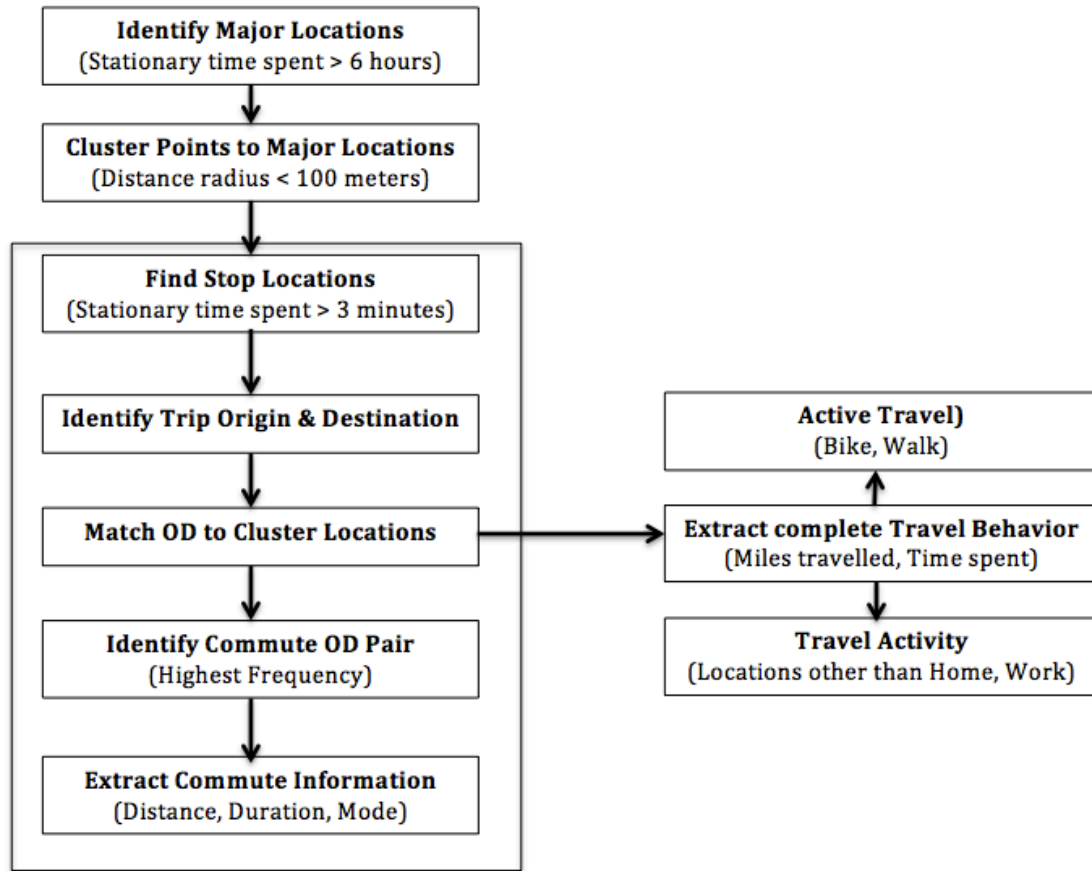 Identify Major Locations
(Stationary time spent > 6 hours)
Cluster Points to Major Locations
(Distance radius < 100 meters)
Find Stop Locations
(Stationary time spent > 3 minutes)
Identify Trip Origin & Destination
Match OD to Cluster Locations
Identify Commute OD Pair
(Highest Frequency)
Extract Commute Information
(Distance, Duration, Mode)
Active Travel)
(Bike, Walk)
Extract complete Travel Behavior
(Miles travelled, Time spent)
Travel Activity
(Locations other than Home, Work)